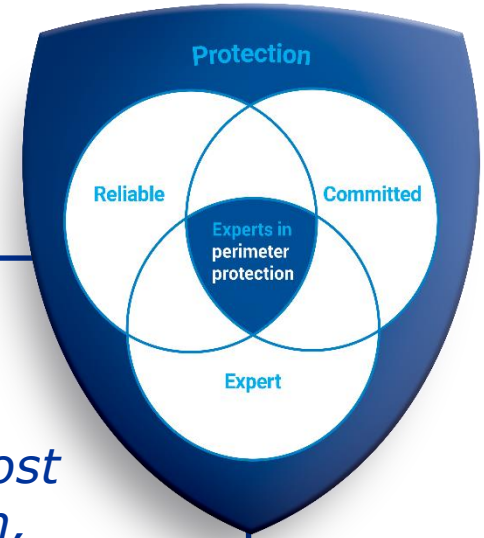 Protection
Reliable
Committed
Experts in
perimeter
protection
Expert